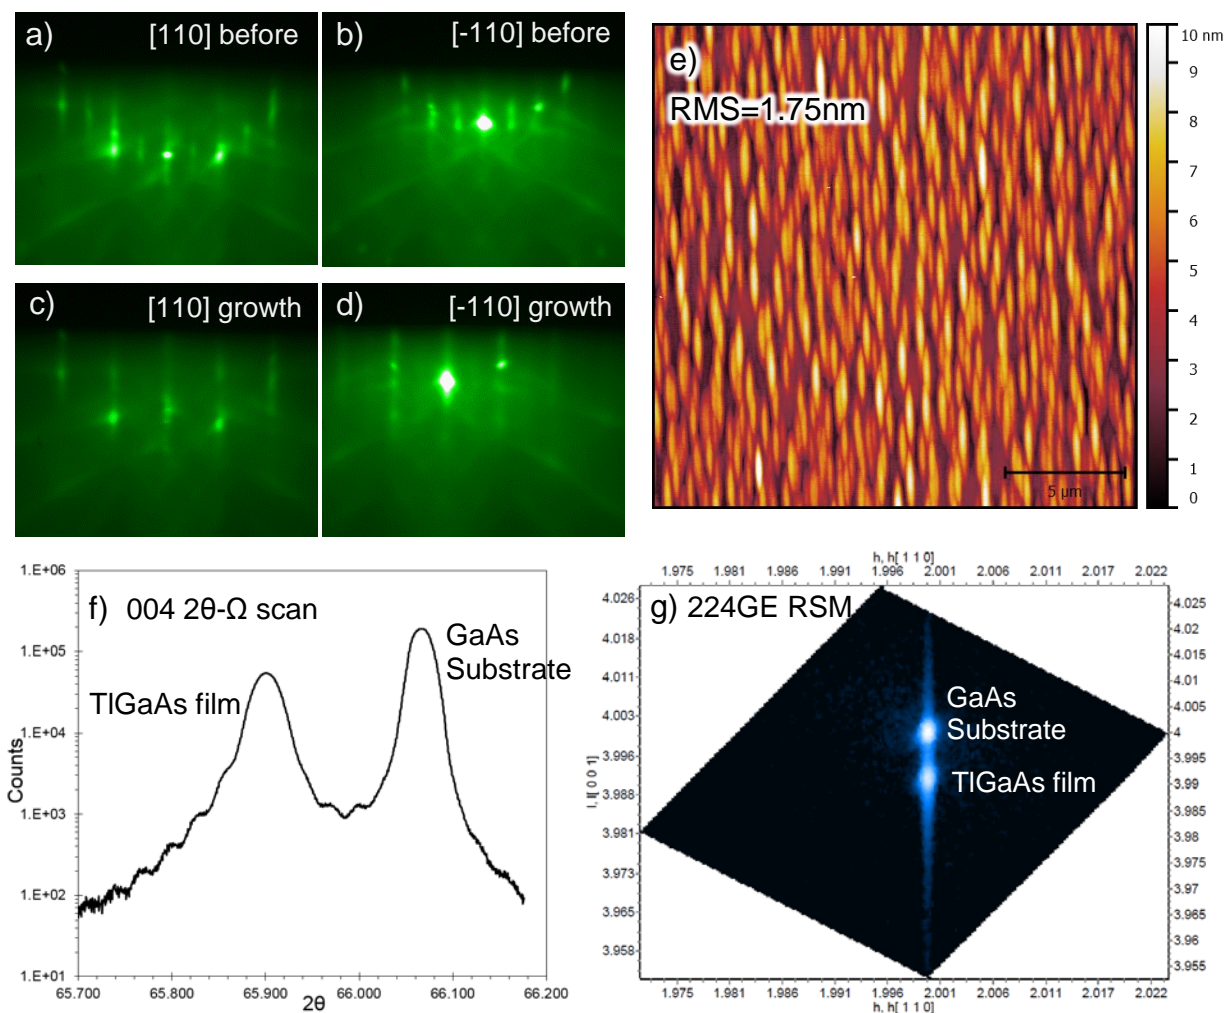 a) [110] before
b) [-110] before
c) [110] growth
d) [-110] growth
e)
RMS=1.75nm
5 µm
10 nm
9
8
7
6
5
4
3
2
1
0
f) 004 2θ-Ω scan
TlGaAs film
GaAs
Substrate
Counts
1.E+06
1.E+05
1.E+04
1.E+03
1.E+02
1.E+01
65.700 65.800 65.900 66.000 66.100 66.200
2θ
h, h[ 1 1 0]
1.975 1.981 1.986 1.991 1.996 2.001 2.006 2.011 2.017 2.022
g) 224GE RSM
GaAs
Substrate
TlGaAs film
l, l[ 0 0 1]
4.026
4.018
4.011
4.003
3.996
3.988
3.981
3.973
3.965
3.958
4.025
4.02
4.015
4.01
4.005
4
3.995
3.99
3.985
3.98
3.975
3.97
3.965
3.96
3.955
1.975 1.981 1.986 1.991 1.996 2.001 2.006 2.011 2.017 2.022
h, h[ 1 1 0]